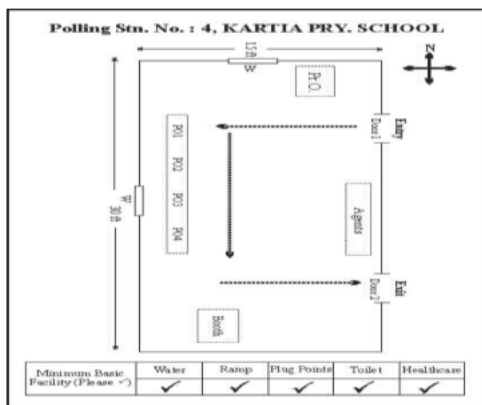 Polling Stn. No. : 4, KARTIA PRY. SCHOOL
15 ft
W
Pr.O.
N
Entry
Door 1
PO1
PO2
PO3
PO4
Agents
W
30 ft
Exit
Door 2
Booth
Minimum Basic Facility (Please ✓)
Water
Ramp
Plug Points
Toilet
Healthcare
✓ ✓ ✓ ✓ ✓